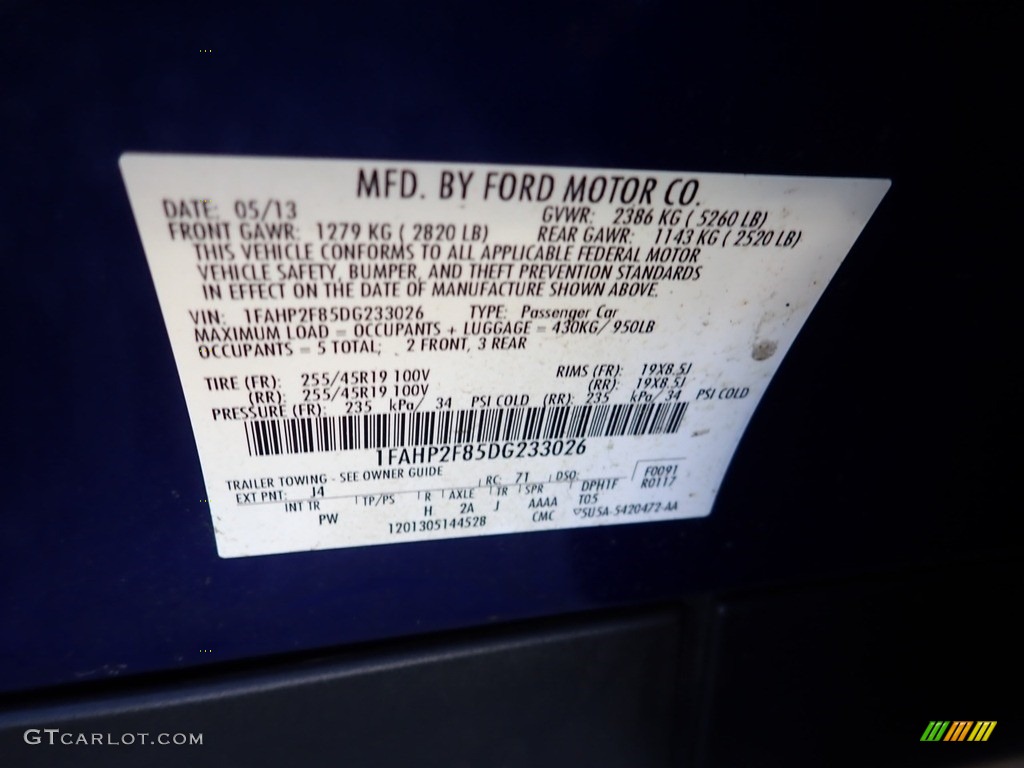 MFD. BY FORD MOTOR CO.
DATE: 05/13 GVWR: 2386 KG ( 5260 LB)
FRONT GAWR: 1279 KG ( 2820 LB) REAR GAWR: 1143 KG ( 2520 LB)
THIS VEHICLE CONFORMS TO ALL APPLICABLE FEDERAL MOTOR
VEHICLE SAFETY, BUMPER, AND THEFT PREVENTION STANDARDS
IN EFFECT ON THE DATE OF MANUFACTURE SHOWN ABOVE.
VIN: 1FAHP2F85DG233026 TYPE: Passenger Car
MAXIMUM LOAD = OCCUPANTS + LUGGAGE = 430KG/ 950LB
OCCUPANTS = 5 TOTAL; 2 FRONT, 3 REAR
TIRE (FR): 255/45R19 100V RIMS (FR): 19X8.5J
(RR): 255/45R19 100V (RR): 19X8.5J
PRESSURE (FR): 235 kPa/ 34 PSI COLD (RR): 235 kPa/ 34 PSI COLD
1FAHP2F85DG233026
TRAILER TOWING - SEE OWNER GUIDE
EXT PNT: J4 RC: 71 DSO: F0091
INT TR TP/PS R AXLE TR SPR DPH1F R0117
PW H 2A J AAAA T05
1201305144528 CMC ▽5U5A-5420472-AA
GTCARLOT.COM